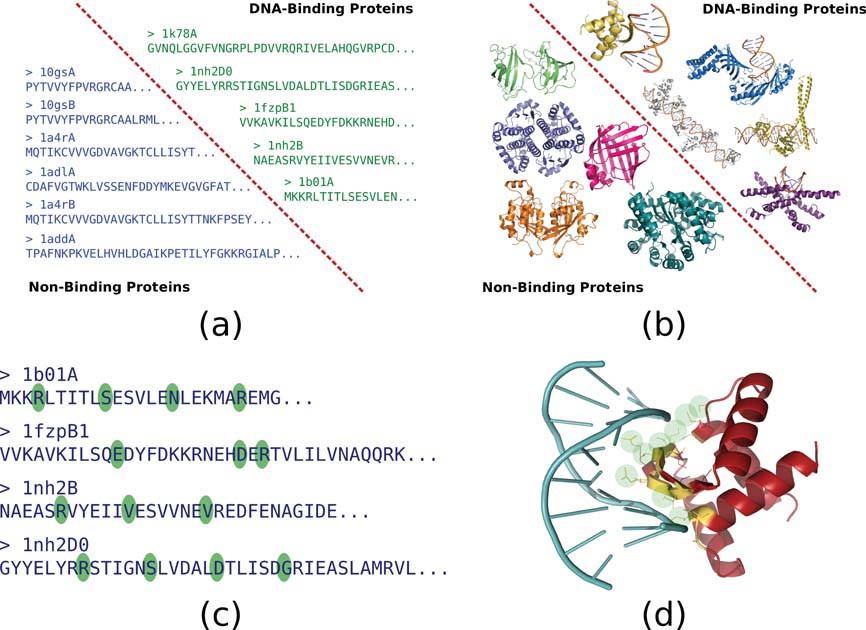 DNA-Binding Proteins
> 1k78A
GVNQLGGVFVNGRPLPDVVRQRIVELAHQGVRPCD...
> 1nh2D0
GYYELYRRSTIGNSLVDALDTLISDGRIEAS...
> 1fzpB1
VVKAVKILSQEDYFDKKRNEHD...
> 1nh2B
NAEASRVYEIIVESVVNEVR...
> 1b01A
MKKRLTITLSESVLEN...
> 10gsA
PYTVVYFPVRGRCAA...
> 10gsB
PYTVVYFPVRGRCAALRML...
> 1a4rA
MQTIKCVVVGDVAVGKTCLLISYT...
> 1adlA
CDAFVGTWKLVSSENFDDYMKEVGVGFAT...
> 1a4rB
MQTIKCVVVGDVAVGKTCLLISYTTNKFPSEY...
> 1addA
TPAFNKPKVELHVHLDGAIKPETILYFGKKRGIALP...
Non-Binding Proteins
(a)
DNA-Binding Proteins
Non-Binding Proteins
(b)
> 1b01A
MKKRLTITLSESVLENLEKMAREMG...
> 1fzpB1
VVKAVKILSQEDYFDKKRNEHDERTVLILVNAQQRK...
> 1nh2B
NAEASRVYEIIVESVVNEVREDFENAGIDE...
> 1nh2D0
GYYELYRRSTIGNSLVDALDTLISDGRIEASLAMRVL...
(c)
(d)